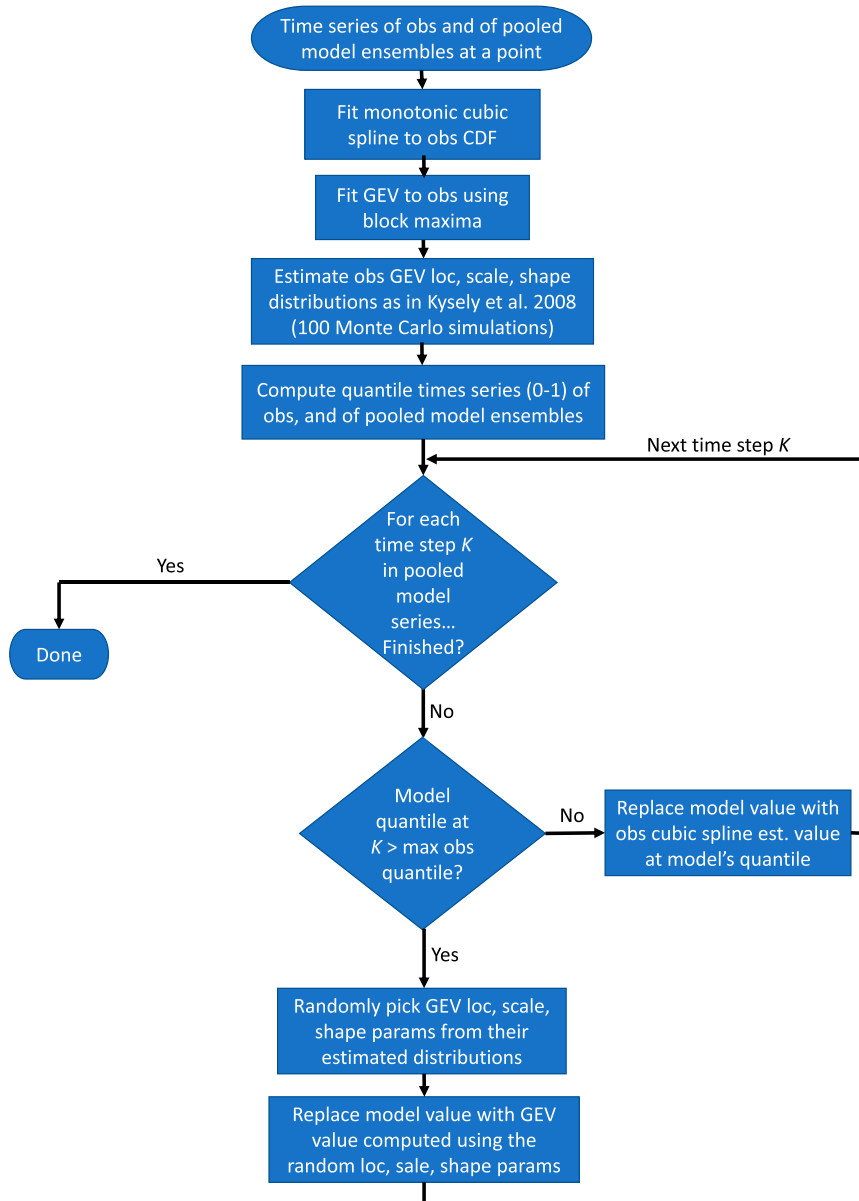 Time series of obs and of pooled
model ensembles at a point
Fit monotonic cubic
spline to obs CDF
Fit GEV to obs using
block maxima
Estimate obs GEV loc, scale, shape
distributions as in Kysely et al. 2008
(100 Monte Carlo simulations)
Compute quantile times series (0-1) of
obs, and of pooled model ensembles
Next time step K
For each
time step K
in pooled
model
series…
Finished?
Yes
Done
No
Model
quantile at
K > max obs
quantile?
No
Replace model value with
obs cubic spline est. value
at model’s quantile
Yes
Randomly pick GEV loc, scale,
shape params from their
estimated distributions
Replace model value with GEV
value computed using the
random loc, sale, shape params